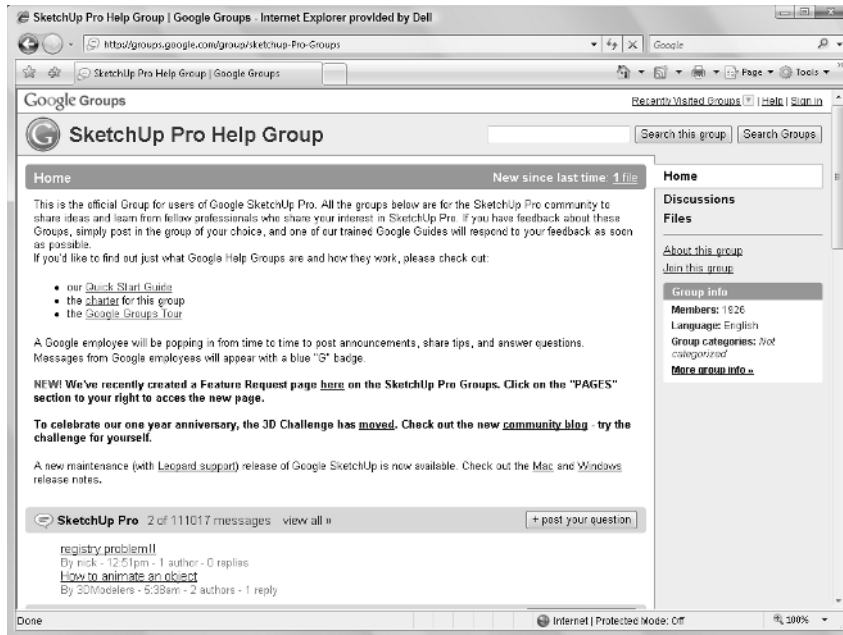 SketchUp Pro Help Group | Google Groups - Internet Explorer provided by Dell
http://groups.google.com/group/sketchup-Pro-Groups
Google
SketchUp Pro Help Group | Google Groups
Page Tools
Google Groups
Recently Visited Groups | Help | Sign in
SketchUp Pro Help Group
Search this group Search Groups
Home New since last time: 1 file
Home
Discussions
Files
About this group
Join this group
Group info
Members: 1926
Language: English
Group categories: Not
categorized
More group info »
This is the official Group for users of Google SketchUp Pro. All the groups below are for the SketchUp Pro community to
share ideas and learn from fellow professionals who share your interest in SketchUp Pro. If you have feedback about these
Groups, simply post in the group of your choice, and one of our trained Google Guides will respond to your feedback as soon
as possible.
If you'd like to find out just what Google Help Groups are and how they work, please check out:
• our Quick Start Guide
• the charter for this group
• the Google Groups Tour
A Google employee will be popping in from time to time to post announcements, share tips, and answer questions.
Messages from Google employees will appear with a blue "G" badge.
NEW! We've recently created a Feature Request page here on the SketchUp Pro Groups. Click on the "PAGES"
section to your right to acces the new page.
To celebrate our one year anniversary, the 3D Challenge has moved. Check out the new community blog - try the
challenge for yourself.
A new maintenance (with Leopard support) release of Google SketchUp is now available. Check out the Mac and Windows
release notes.
SketchUp Pro 2 of 111017 messages view all »
+ post your question
registry problem!!
By nick - 12:51pm - 1 author - 0 replies
How to animate an object
By 3DModelers - 5:38am - 2 authors - 1 reply
Done
Internet | Protected Mode: Off
100%